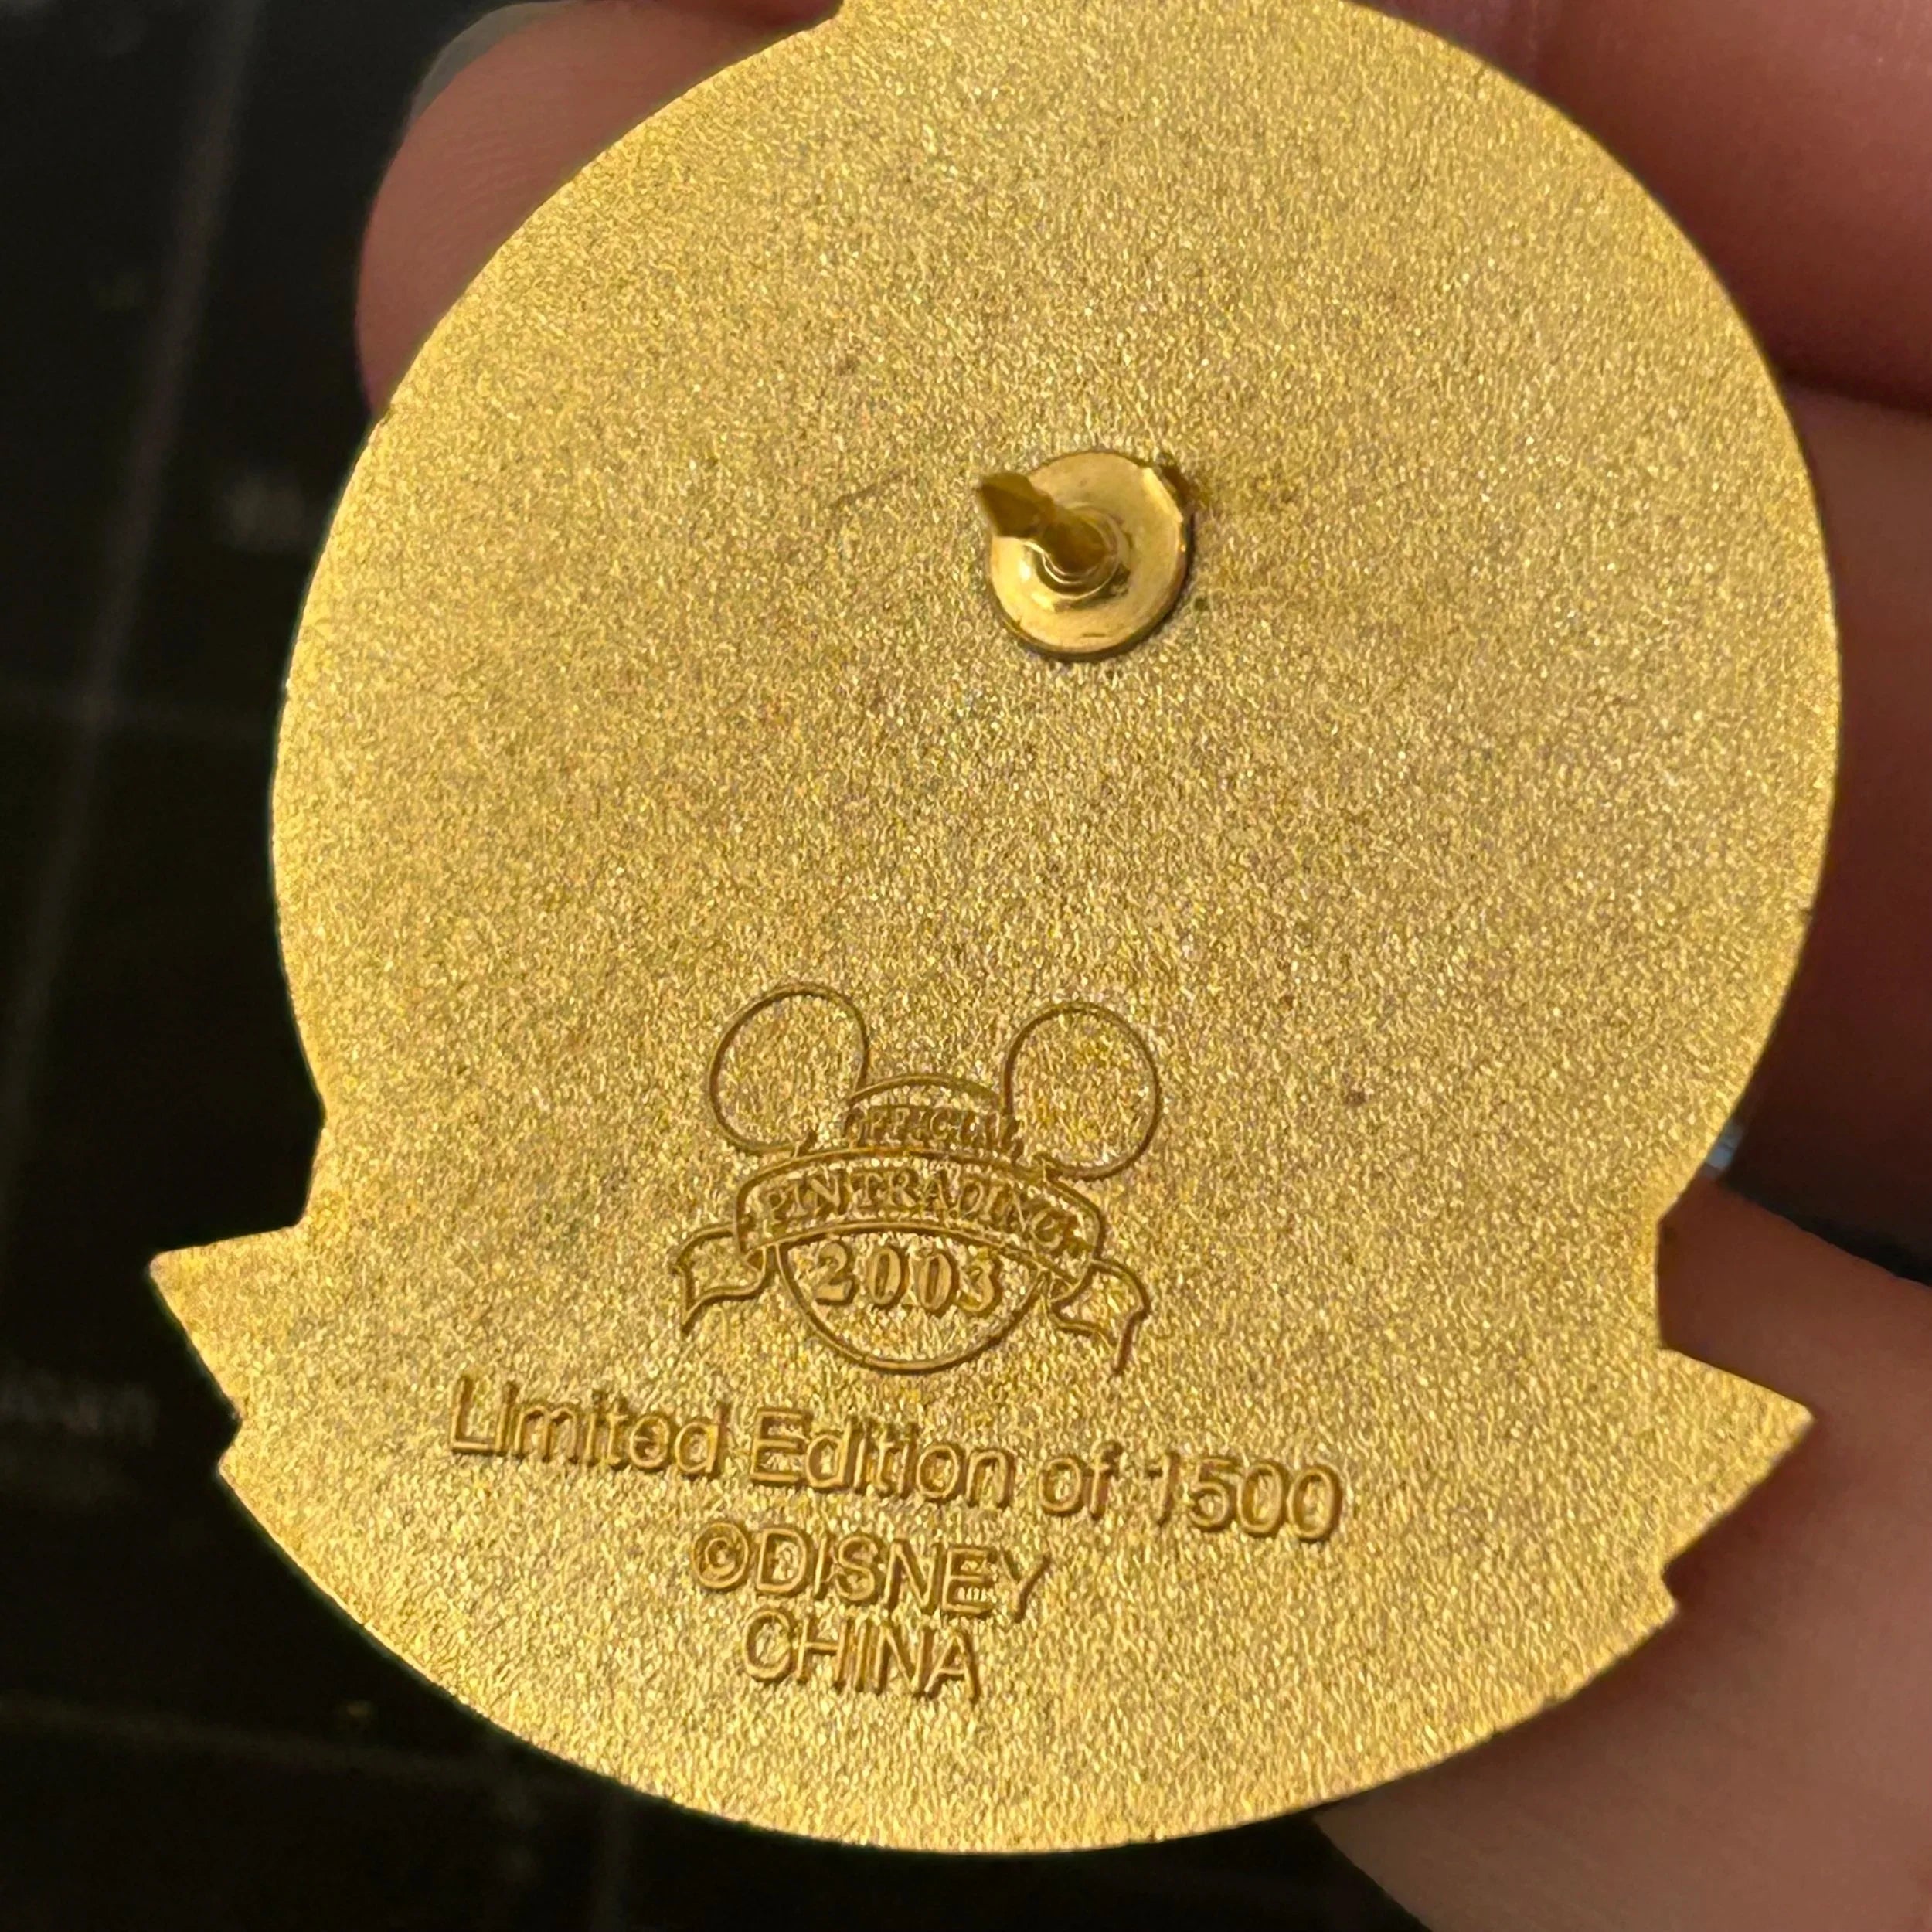 OFFICIAL
PIN TRADING
2003
Limited Edition of 1500
©DISNEY
CHINA